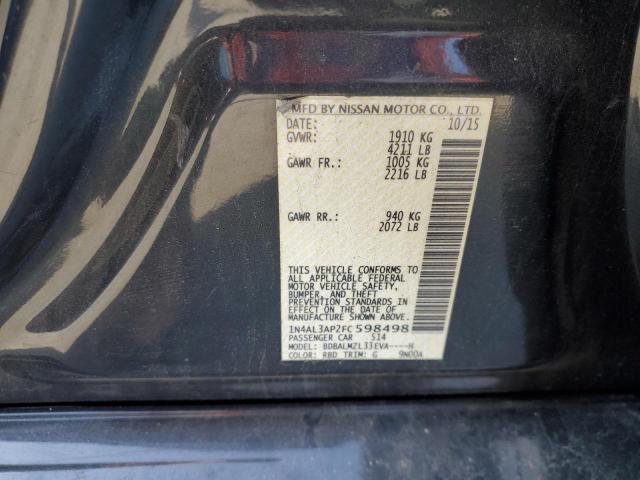 MFD BY NISSAN MOTOR CO., LTD.
DATE: 10/15
GVWR: 1910 KG
4211 LB
GAWR FR.: 1005 KG
2216 LB
GAWR RR.: 940 KG
2072 LB
THIS VEHICLE CONFORMS TO
ALL APPLICABLE FEDERAL
MOTOR VEHICLE SAFETY,
BUMPER, AND THEFT
PREVENTION STANDARDS
IN EFFECT ON THE DATE OF
MANUFACTURE SHOWN ABOVE.
1N4AL3AP2FC598498
PASSENGER CAR S14
MODEL: BDBALMZL33EVA----H
COLOR: RBD TRIM: G 9N00A